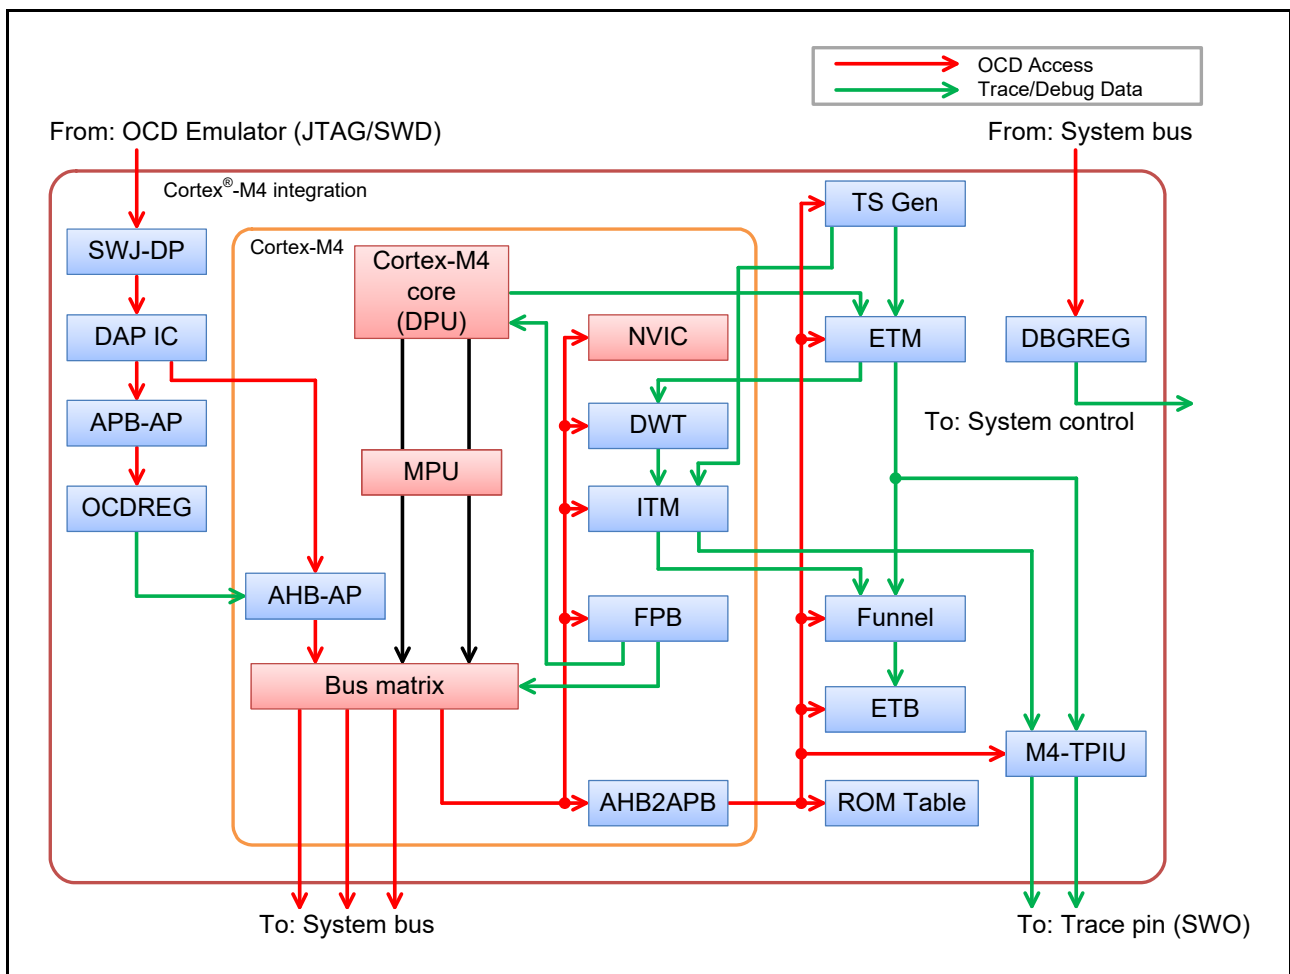 OCD Access
Trace/Debug Data
From: OCD Emulator (JTAG/SWD)
From: System bus
Cortex®-M4 integration
TS Gen
SWJ-DP
Cortex-M4
Cortex-M4
core
(DPU)
DAP IC
NVIC
ETM
DBGREG
APB-AP
DWT
To: System control
MPU
OCDREG
ITM
AHB-AP
FPB
Funnel
Bus matrix
ETB
M4-TPIU
AHB2APB
ROM Table
To: System bus
To: Trace pin (SWO)